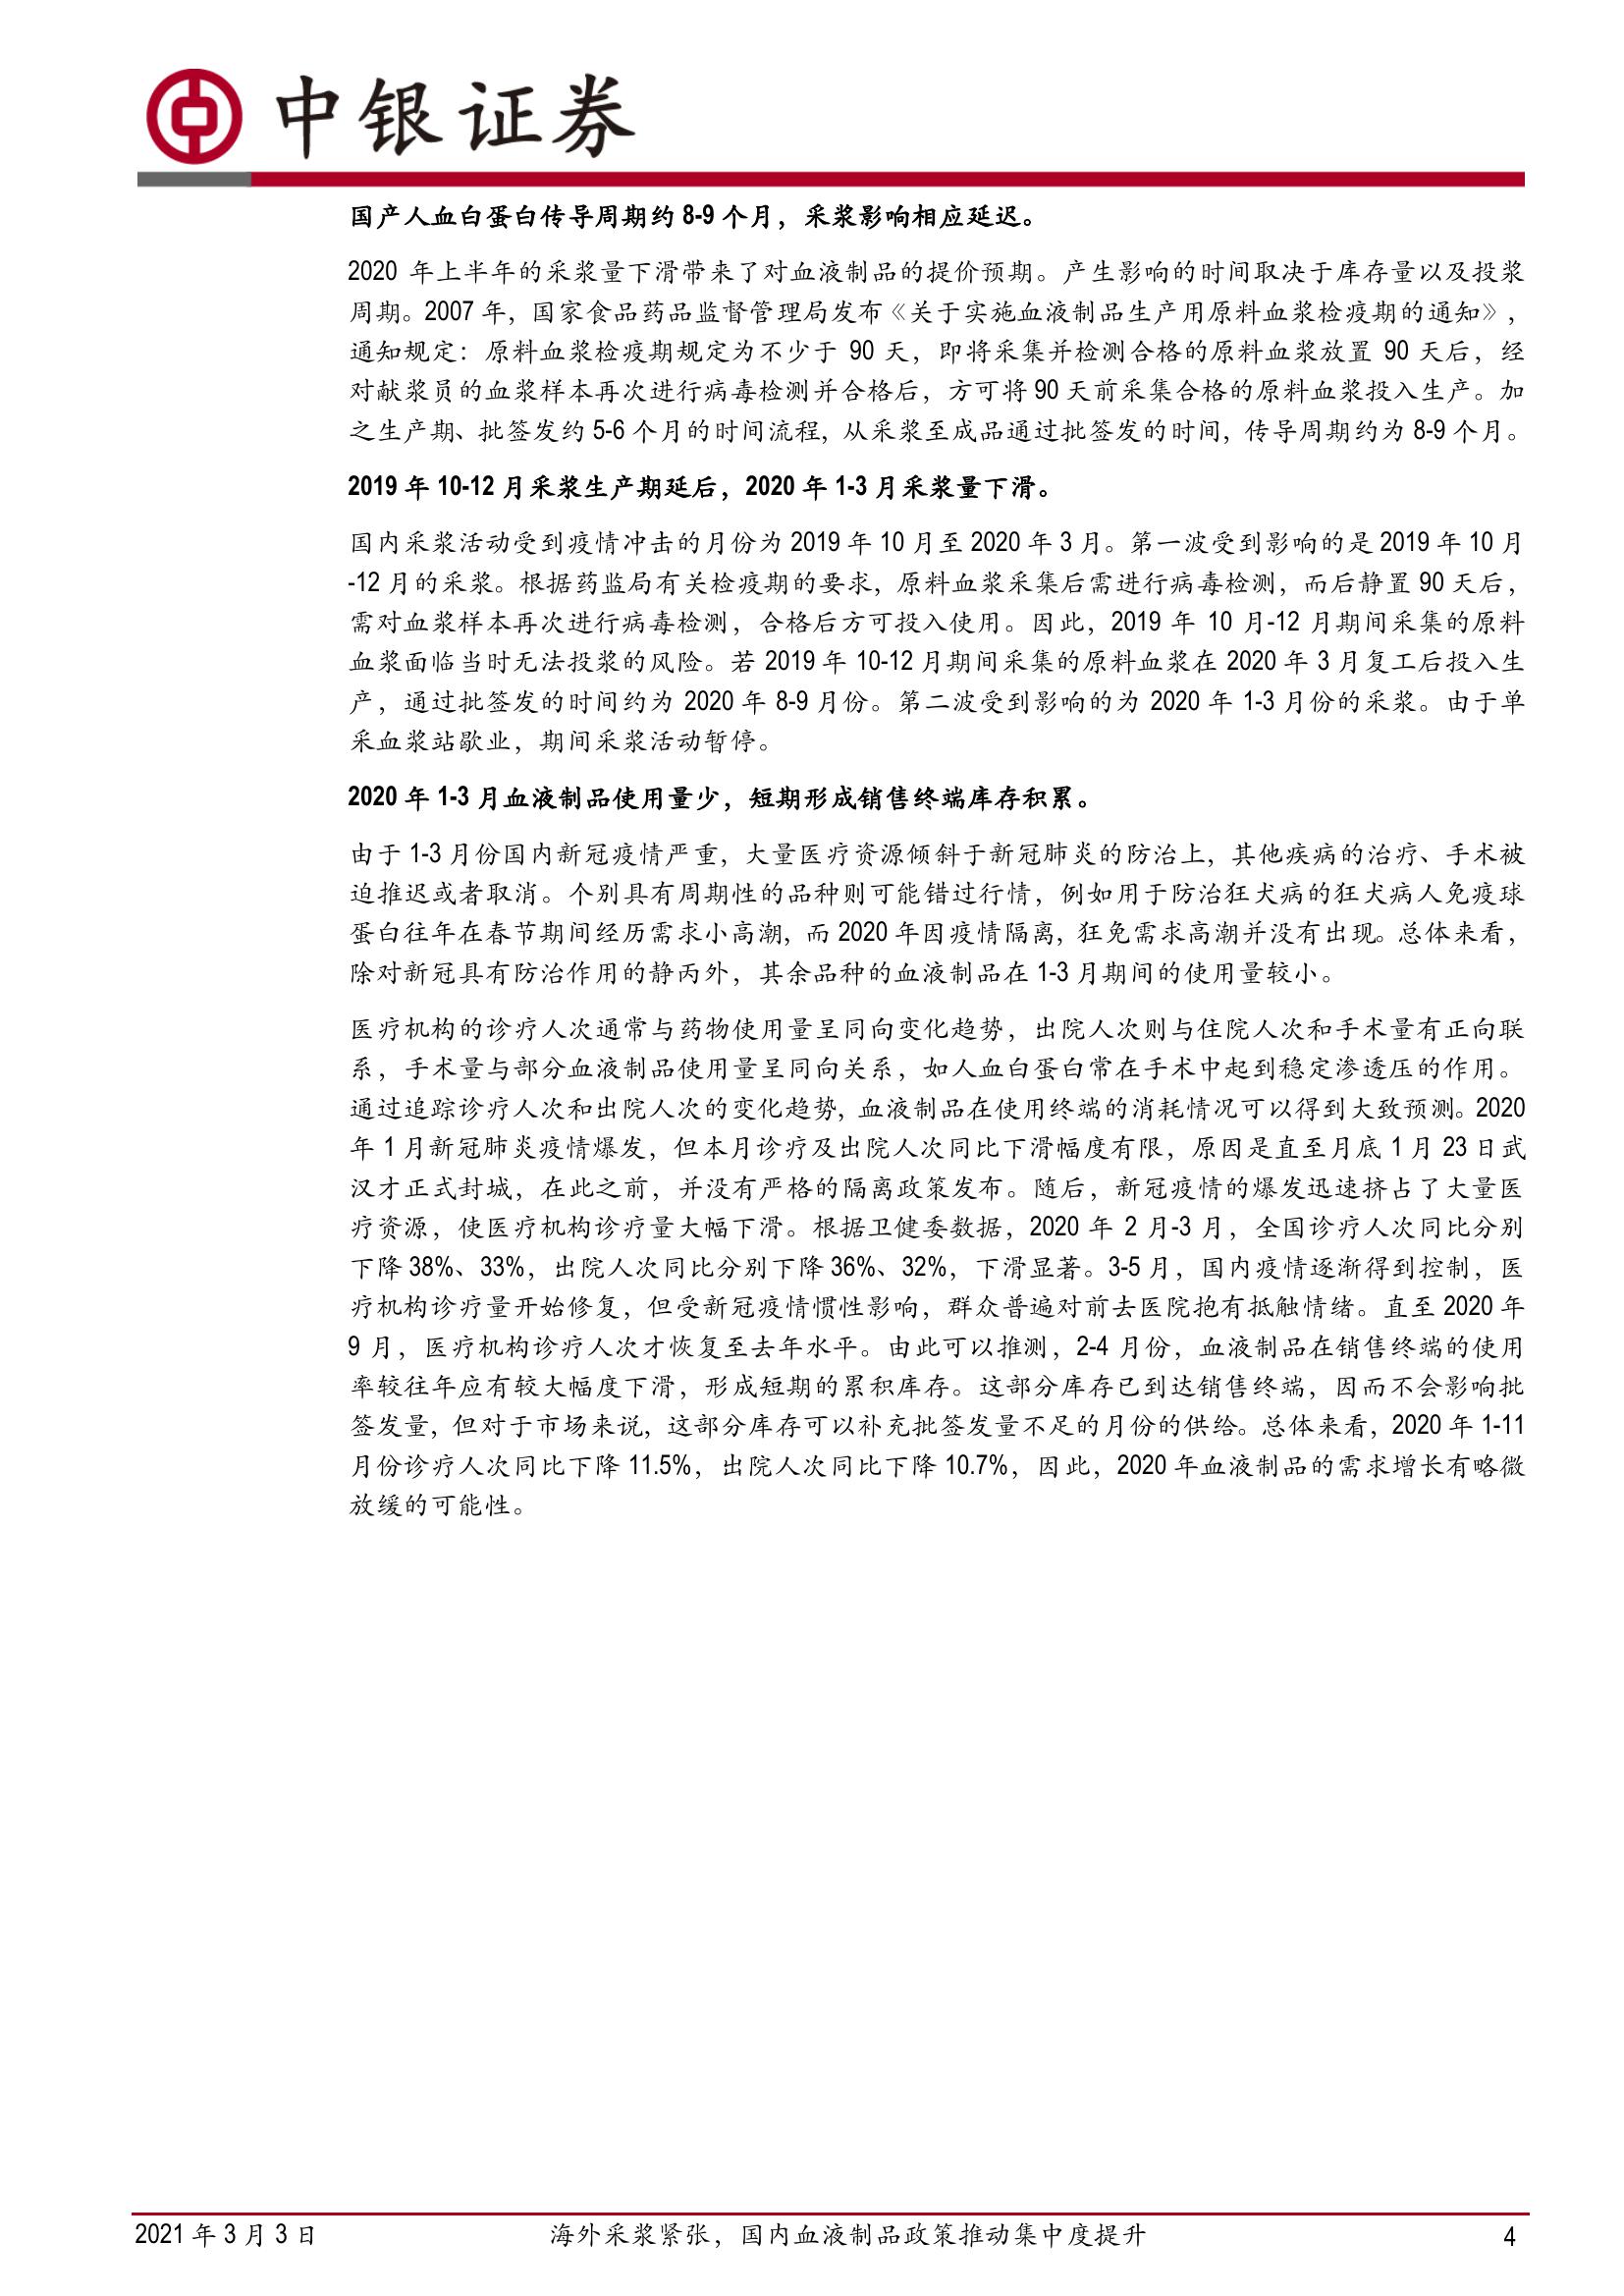 中银证券
国产人血白蛋白传导周期约 8-9 个月，采浆影响相应延迟。
2020 年上半年的采浆量下滑带来了对血液制品的提价预期。产生影响的时间取决于库存量以及投浆
周期。2007 年，国家食品药品监督管理局发布《关于实施血液制品生产用原料血浆检疫期的通知》，
通知规定：原料血浆检疫期规定为不少于 90 天，即将采集并检测合格的原料血浆放置 90 天后，经
对献浆员的血浆样本再次进行病毒检测并合格后，方可将 90 天前采集合格的原料血浆投入生产。加
之生产期、批签发约 5-6 个月的时间流程，从采浆至成品通过批签发的时间，传导周期约为 8-9 个月。
2019 年 10-12 月采浆生产期延后，2020 年 1-3 月采浆量下滑。
国内采浆活动受到疫情冲击的月份为 2019 年 10 月至 2020 年 3 月。第一波受到影响的是 2019 年 10 月
-12 月的采浆。根据药监局有关检疫期的要求，原料血浆采集后需进行病毒检测，而后静置 90 天后，
需对血浆样本再次进行病毒检测，合格后方可投入使用。因此，2019 年 10 月-12 月期间采集的原料
血浆面临当时无法投浆的风险。若 2019 年 10-12 月期间采集的原料血浆在 2020 年 3 月复工后投入生
产，通过批签发的时间约为 2020 年 8-9 月份。第二波受到影响的为 2020 年 1-3 月份的采浆。由于单
采血浆站歇业，期间采浆活动暂停。
2020 年 1-3 月血液制品使用量少，短期形成销售终端库存积累。
由于 1-3 月份国内新冠疫情严重，大量医疗资源倾斜于新冠肺炎的防治上，其他疾病的治疗、手术被
迫推迟或者取消。个别具有周期性的品种则可能错过行情，例如用于防治狂犬病的狂犬病人免疫球
蛋白往年在春节期间经历需求小高潮，而 2020 年因疫情隔离，狂免需求高潮并没有出现。总体来看，
除对新冠具有防治作用的静丙外，其余品种的血液制品在 1-3 月期间的使用量较小。
医疗机构的诊疗人次通常与药物使用量呈同向变化趋势，出院人次则与住院人次和手术量有正向联
系，手术量与部分血液制品使用量呈同向关系，如人血白蛋白常在手术中起到稳定渗透压的作用。
通过追踪诊疗人次和出院人次的变化趋势，血液制品在使用终端的消耗情况可以得到大致预测。2020
年 1 月新冠肺炎疫情爆发，但本月诊疗及出院人次同比下滑幅度有限，原因是直至月底 1 月 23 日武
汉才正式封城，在此之前，并没有严格的隔离政策发布。随后，新冠疫情的爆发迅速挤占了大量医
疗资源，使医疗机构诊疗量大幅下滑。根据卫健委数据，2020 年 2 月-3 月，全国诊疗人次同比分别
下降 38%、33%，出院人次同比分别下降 36%、32%，下滑显著。3-5 月，国内疫情逐渐得到控制，医
疗机构诊疗量开始修复，但受新冠疫情惯性影响，群众普遍对前去医院抱有抵触情绪。直至 2020 年
9 月，医疗机构诊疗人次才恢复至去年水平。由此可以推测，2-4 月份，血液制品在销售终端的使用
率较往年应有较大幅度下滑，形成短期的累积库存。这部分库存已到达销售终端，因而不会影响批
签发量，但对于市场来说，这部分库存可以补充批签发量不足的月份的供给。总体来看，2020 年 1-11
月份诊疗人次同比下降 11.5%，出院人次同比下降 10.7%，因此，2020 年血液制品的需求增长有略微
放缓的可能性。
2021 年 3 月 3 日 海外采浆紧张，国内血液制品政策推动集中度提升 4